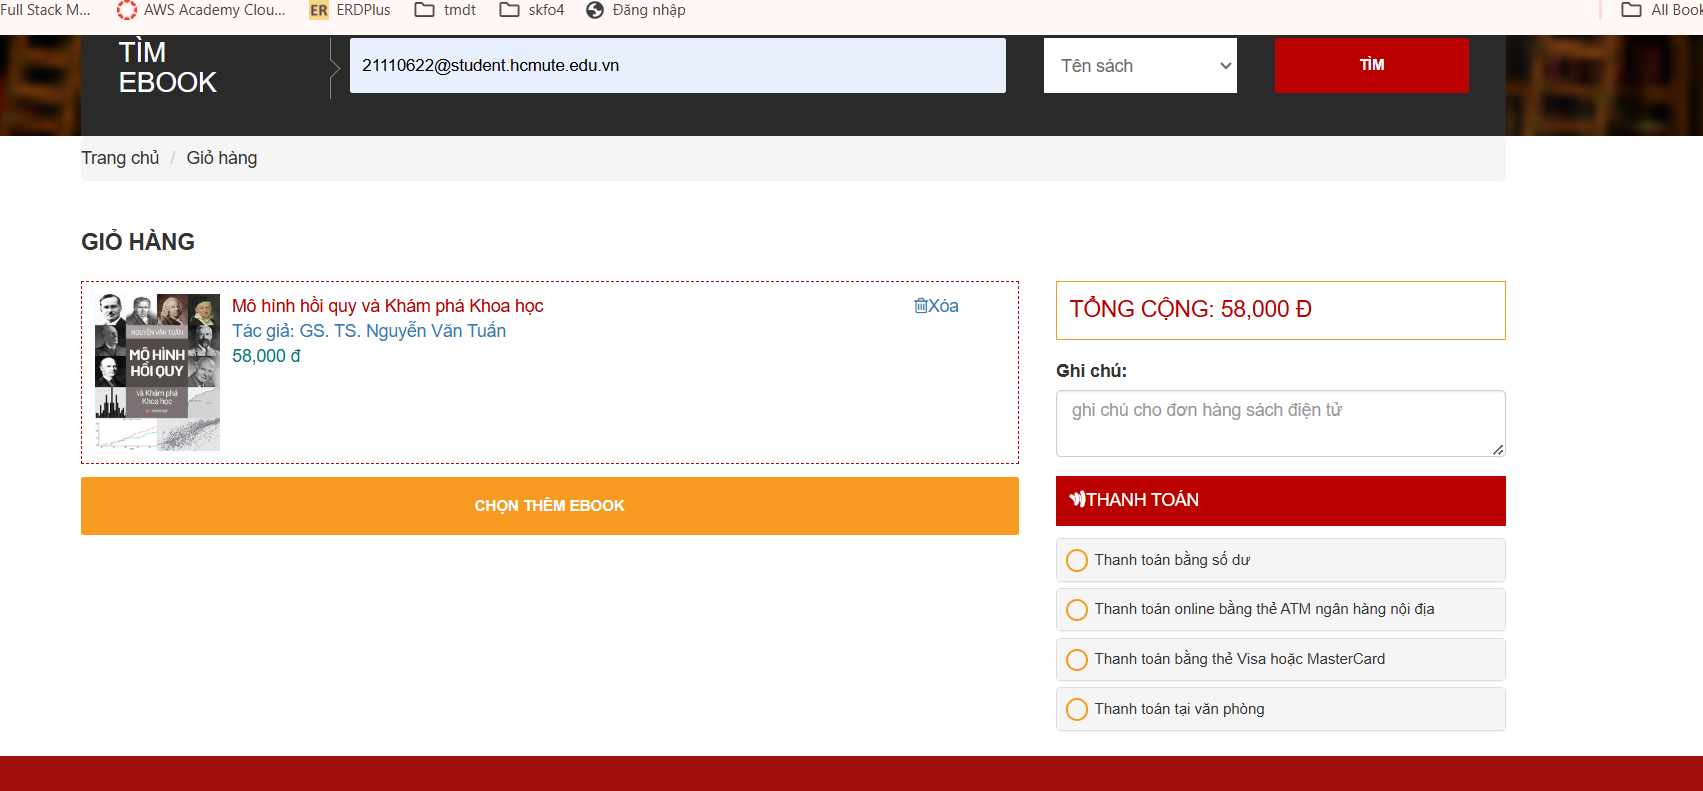 Full Stack M...
AWS Academy Clou...
ER ERDPlus
tmdt
skfo4
Đăng nhập
All Book
TÌM
EBOOK
21110622@student.hcmute.edu.vn
Tên sách
TÌM
Trang chủ / Giỏ hàng
GIỎ HÀNG
NGUYỄN VĂN TUẤN
MÔ HÌNH
HỒI QUY
và Khám phá
Khoa học
Mô hình hồi quy và Khám phá Khoa học
Xóa
Tác giả: GS. TS. Nguyễn Văn Tuấn
58,000 đ
CHỌN THÊM EBOOK
TỔNG CỘNG: 58,000 Đ
Ghi chú:
ghi chú cho đơn hàng sách điện tử
THANH TOÁN
Thanh toán bằng số dư
Thanh toán online bằng thẻ ATM ngân hàng nội địa
Thanh toán bằng thẻ Visa hoặc MasterCard
Thanh toán tại văn phòng